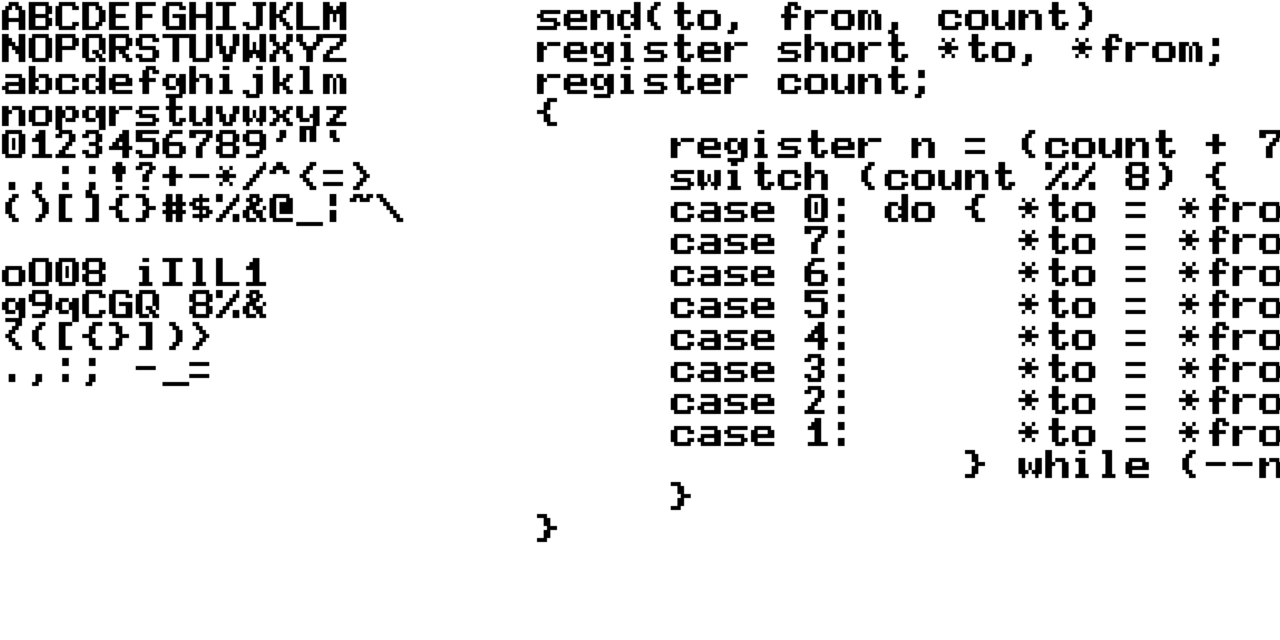 ABCDEFGHIJKLM
NOPQRSTUVWXYZ
abcdefghijklm
nopqrstuvwxyz
0123456789'"`
.,:;!?+-*/^<=>
()[]{}#$%&@_|~\
oO08 iIlL1
g9qCGQ 8%&
<([{}])>
.,:; -_=
send(to, from, count)
register short *to, *from;
register count;
{
     register n = (count + 7
     switch (count %% 8) {
     case 0: do { *to = *fro
     case 7:      *to = *fro
     case 6:      *to = *fro
     case 5:      *to = *fro
     case 4:      *to = *fro
     case 3:      *to = *fro
     case 2:      *to = *fro
     case 1:      *to = *fro
                } while (--n
     }
}